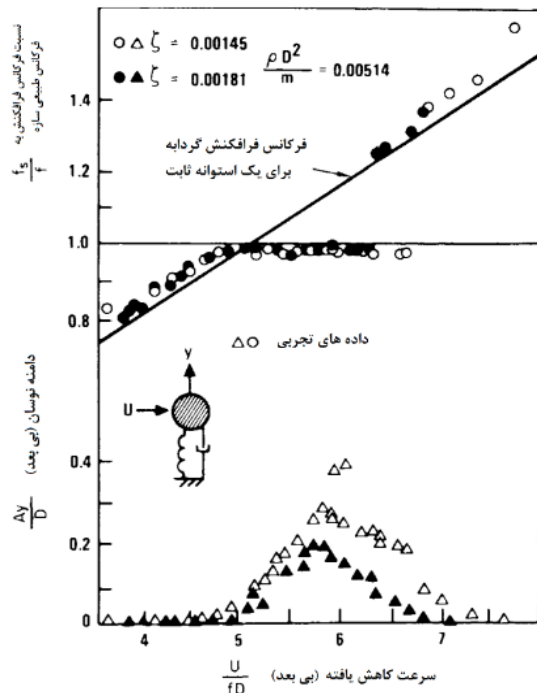 ○ △ ζ = 0.00145
● ▲ ζ = 0.00181
ρ D²
m
= 0.00514
نسبت فرکانس فرافکنش به
فرکانس طبیعی سازه
fs
f
1.4
1.2
1.0
0.8
فرکانس فرافکنش گردابه
برای یک استوانه ثابت
△○ داده های تجربی
y
U
دامنه نوسان (بی بعد)
Ay
D
0.4
0.2
0
4
5
6
7
U
fD
سرعت کاهش یافته (بی بعد)